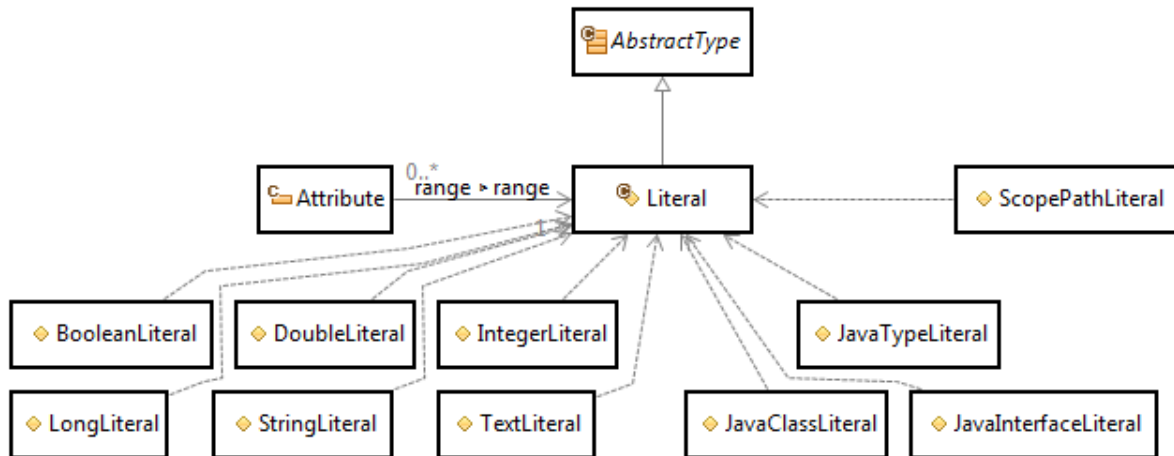 AbstractType
0..*
Attribute
range ▸ range
Literal
ScopePathLiteral
1
BooleanLiteral
DoubleLiteral
IntegerLiteral
JavaTypeLiteral
LongLiteral
StringLiteral
TextLiteral
JavaClassLiteral
JavaInterfaceLiteral